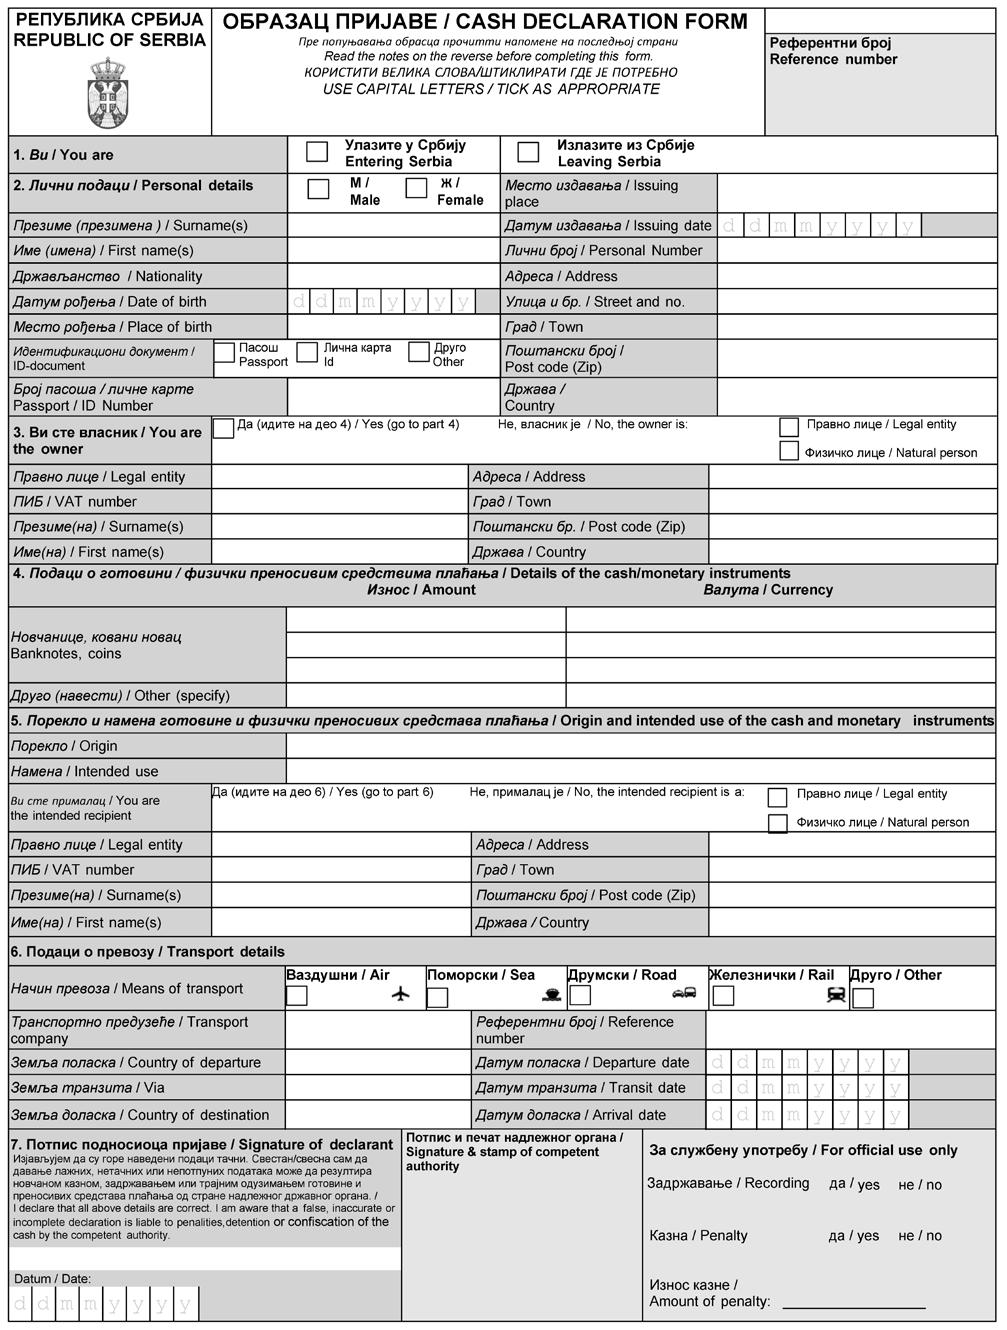 РЕПУБЛИКА СРБИЈА
REPUBLIC OF SERBIA
ОБРАЗАЦ ПРИЈАВЕ / CASH DECLARATION FORM
Пре попуњавања обрасца прочитти напомене на последњој страни
Read the notes on the reverse before completing this form.
КОРИСТИТИ ВЕЛИКА СЛОВА/ШТИКЛИРАТИ ГДЕ ЈЕ ПОТРЕБНО
USE CAPITAL LETTERS / TICK AS APPROPRIATE
Референтни број
Reference number
1. Ви / You are
Улазите у Србију
Entering Serbia
Излазите из Србије
Leaving Serbia
2. Лични подаци / Personal details
М /
Male
Ж /
Female
Место издавања / Issuing
place
Презиме (презимена ) / Surname(s)
Датум издавања / Issuing date
d d m m y y y y
Име (имена) / First name(s)
Лични број / Personal Number
Држављанство / Nationality
Адреса / Address
Датум рођења / Date of birth
d d m m y y y y
Улица и бр. / Street and no.
Место рођења / Place of birth
Град / Town
Идентификациони документ /
ID-document
Пасош
Passport
Лична карта
Id
Друго
Other
Поштански број /
Post code (Zip)
Број пасоша / личне карте
Passport / ID Number
Држава /
Country
3. Ви сте власник / You are
the owner
Да (идите на део 4) / Yes (go to part 4)
Не, власник је / No, the owner is:
Правно лице / Legal entity
Физичко лице / Natural person
Правно лице / Legal entity
Адреса / Address
ПИБ / VAT number
Град / Town
Презиме(на) / Surname(s)
Поштански бр. / Post code (Zip)
Име(на) / First name(s)
Држава / Country
4. Подаци о готовини / физички преносивим средствима плаћања / Details of the cash/monetary instruments
Износ / Amount
Валута / Currency
Новчанице, ковани новац
Banknotes, coins
Друго (навести) / Other (specify)
5. Порекло и намена готовине и физички преносивих средстава плаћања / Origin and intended use of the cash and monetary instruments
Порекло / Origin
Намена / Intended use
Ви сте прималац / You are
the intended recipient
Да (идите на део 6) / Yes (go to part 6)
Не, прималац је / No, the intended recipient is a:
Правно лице / Legal entity
Физичко лице / Natural person
Правно лице / Legal entity
Адреса / Address
ПИБ / VAT number
Град / Town
Презиме(на) / Surname(s)
Поштански број / Post code (Zip)
Име(на) / First name(s)
Држава / Country
6. Подаци о превозу / Transport details
Начин превоза / Means of transport
Ваздушни / Air
Поморски / Sea
Друмски / Road
Железнички / Rail
Друго / Other
Транспортно предузеће / Transport
company
Референтни број / Reference
number
Земља поласка / Country of departure
Датум поласка / Departure date
d d m m y y y y
Земља транзита / Via
Датум транзита / Transit date
d d m m y y y y
Земља доласка / Country of destination
Датум доласка / Arrival date
d d m m y y y y
7. Потпис подносиоца пријаве / Signature of declarant
Изјављујем да су горе наведени подаци тачни. Свестан/свесна сам да
давање лажних, нетачних или непотпуних података може да резултира
новчаном казном, задржавањем или трајним одузимањем готовине и
преносивих средстава плаћања од стране надлежног државног органа. /
I declare that all above details are correct. I am aware that a false, inaccurate or
incomplete declaration is liable to penalities,detention or confiscation of the
cash by the competent authority.
Datum / Date:
d d m m y y y y
Потпис и печат надлежног органа /
Signature & stamp of competent
authority
За службену употребу / For official use only
Задржавање / Recording да / yes не / no
Казна / Penalty да / yes не / no
Износ казне /
Amount of penalty: